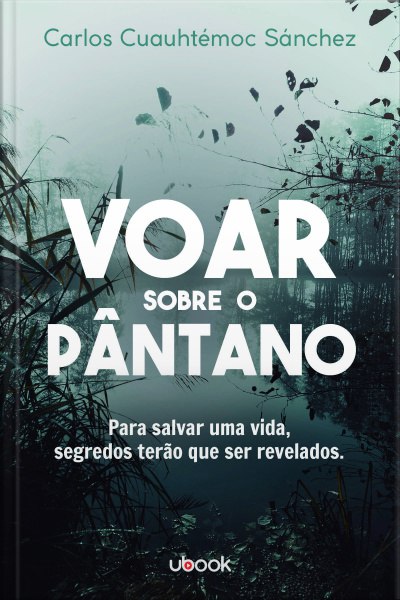 Carlos Cuauhtémoc Sánchez
VOAR
SOBRE O
PÂNTANO
Para salvar uma vida,
segredos terão que ser revelados.
ubook